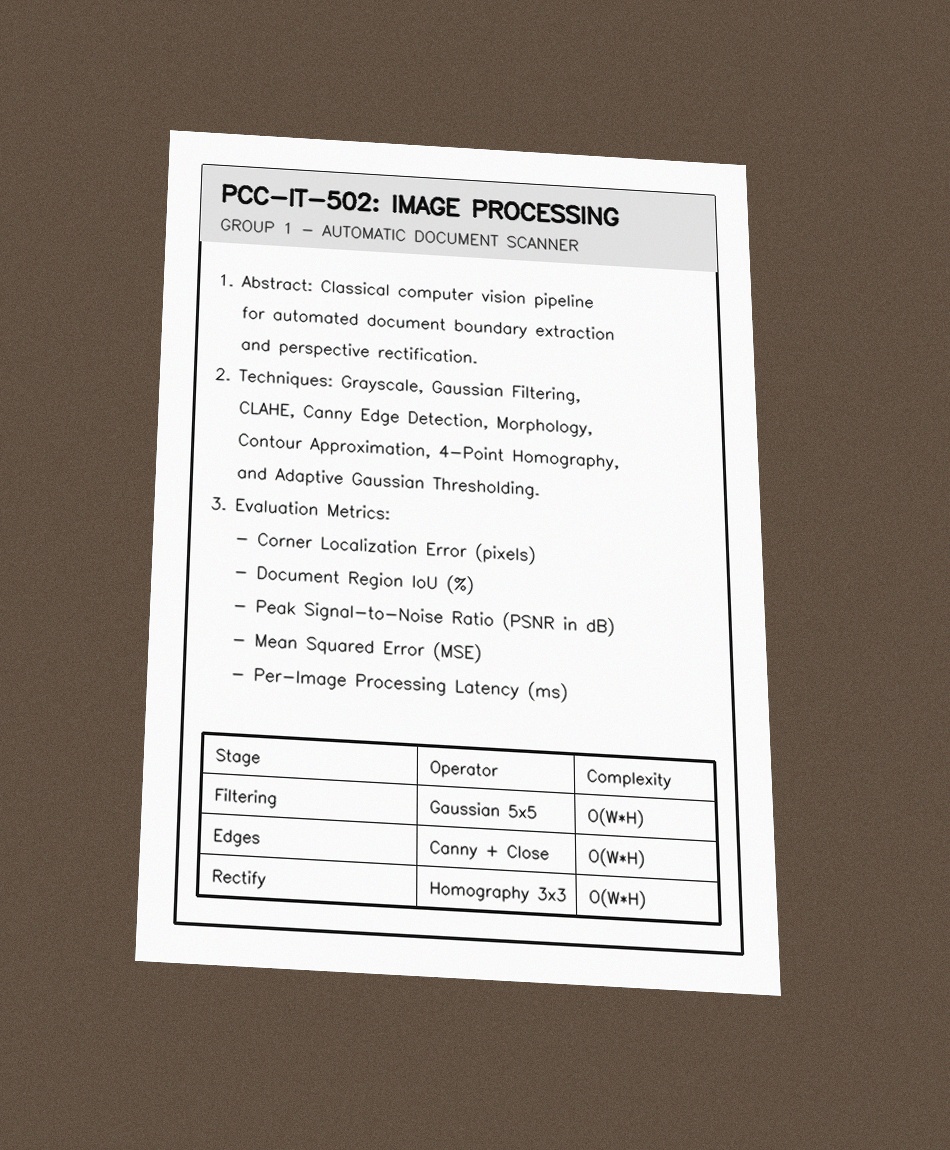 PCC-IT-502: IMAGE PROCESSING
GROUP 1 - AUTOMATIC DOCUMENT SCANNER
1. Abstract: Classical computer vision pipeline
for automated document boundary extraction
and perspective rectification.
2. Techniques: Grayscale, Gaussian Filtering,
CLAHE, Canny Edge Detection, Morphology,
Contour Approximation, 4-Point Homography,
and Adaptive Gaussian Thresholding.
3. Evaluation Metrics:
- Corner Localization Error (pixels)
- Document Region IoU (%)
- Peak Signal-to-Noise Ratio (PSNR in dB)
- Mean Squared Error (MSE)
- Per-Image Processing Latency (ms)
Stage Operator Complexity
Filtering Gaussian 5x5 O(W*H)
Edges Canny + Close O(W*H)
Rectify Homography 3x3 O(W*H)